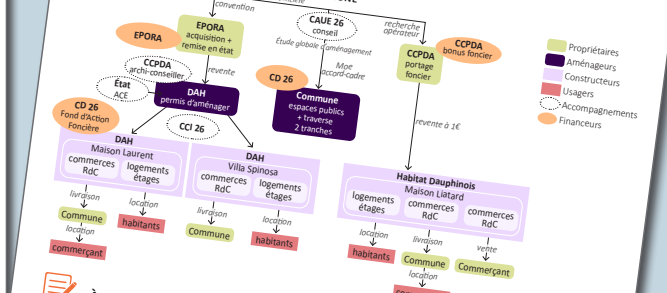 convention
CAUE 26
conseil
recherche
opérateur
EPORA
EPORA
acquisition +
remise en état
Étude globale d'aménagement
CCPDA
portage
foncier
CCPDA
bonus foncier
Propriétaires
Aménageurs
Constructeurs
Usagers
Accompagnements
Financeurs
CCPDA
archi-conseiller
revente
Moe
accord-cadre
CD 26
État
ACE
DAH
permis d'aménager
Commune
espaces publics
+ traverse
2 tranches
CD 26
Fond d'Action
Foncière
CCI 26
revente à 1€
DAH
Maison Laurent
commerces
RdC
logements
étages
DAH
Villa Spinosa
commerces
RdC
logements
étages
Habitat Dauphinois
Maison Liatard
logements
étages
commerces
RdC
commerces
RdC
livraison
location
Commune
habitants
location
commerçant
livraison
location
Commune
habitants
location
livraison
vente
habitants
Commune
Commerçant
location